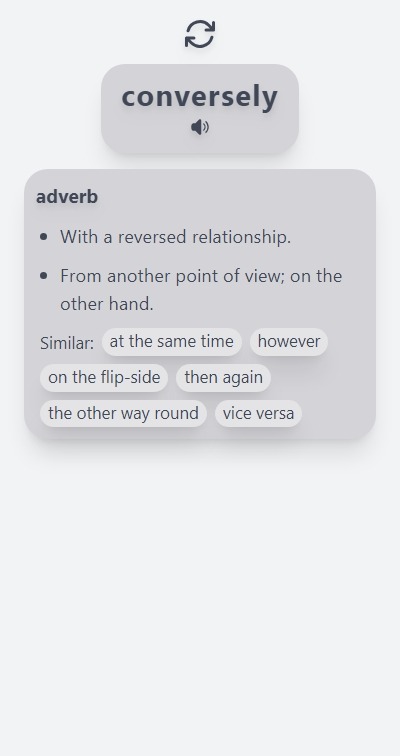 conversely
adverb
With a reversed relationship.
From another point of view; on the
other hand.
Similar: at the same time however
on the flip-side then again
the other way round vice versa